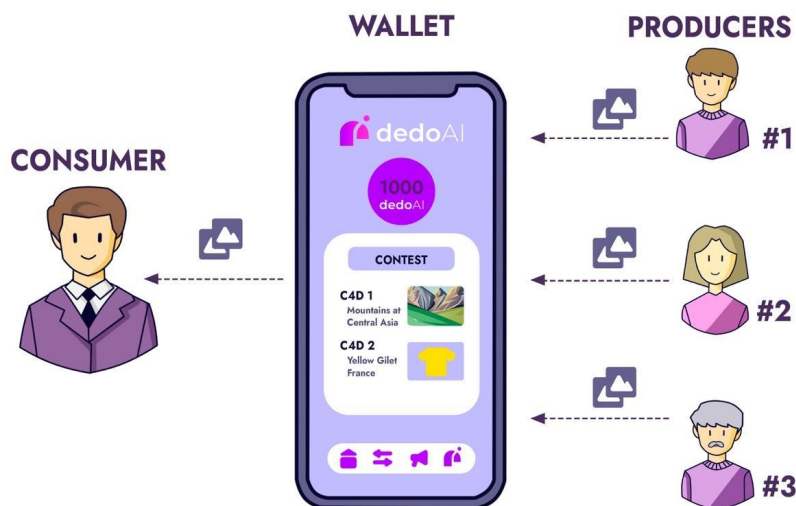 WALLET
PRODUCERS
CONSUMER
dedoAI
1000
dedoAI
CONTEST
C4D 1
Mountains at
Central Asia
C4D 2
Yellow Gilet
France
#1
#2
#3